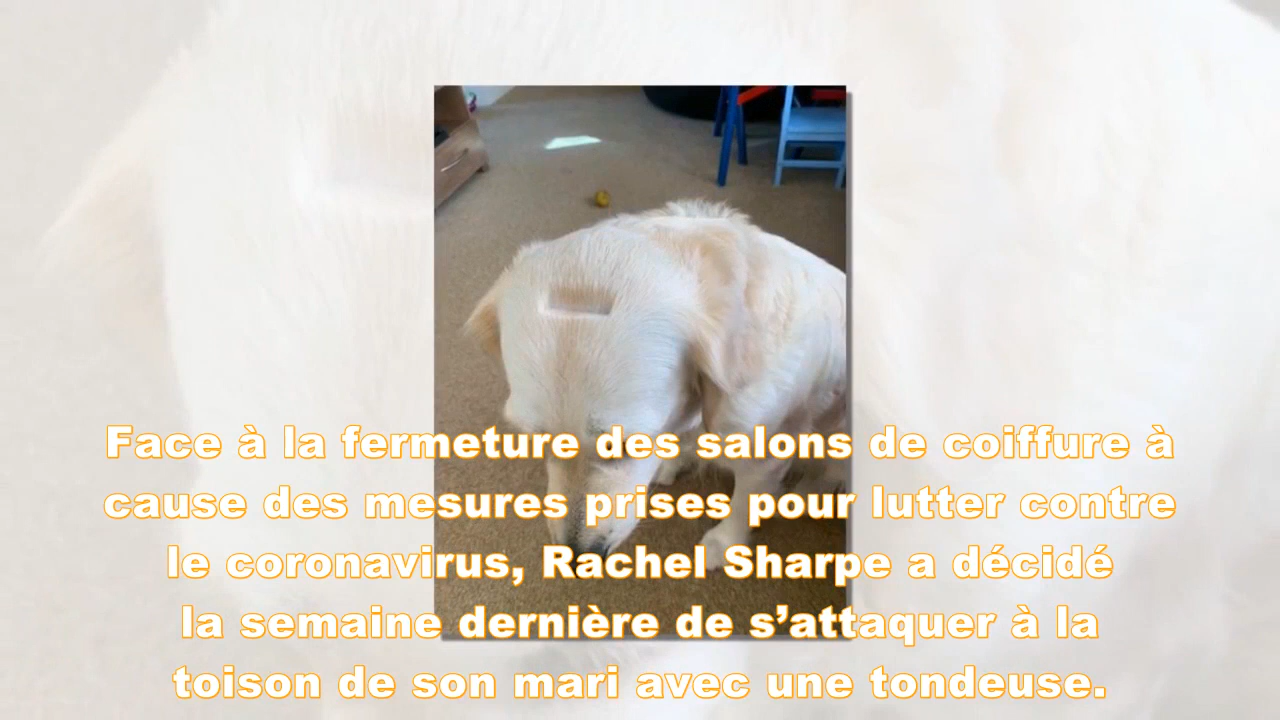 Face à la fermeture des salons de coiffure à
cause des mesures prises pour lutter contre
le coronavirus, Rachel Sharpe a décidé
la semaine dernière de s’attaquer à la
toison de son mari avec une tondeuse.